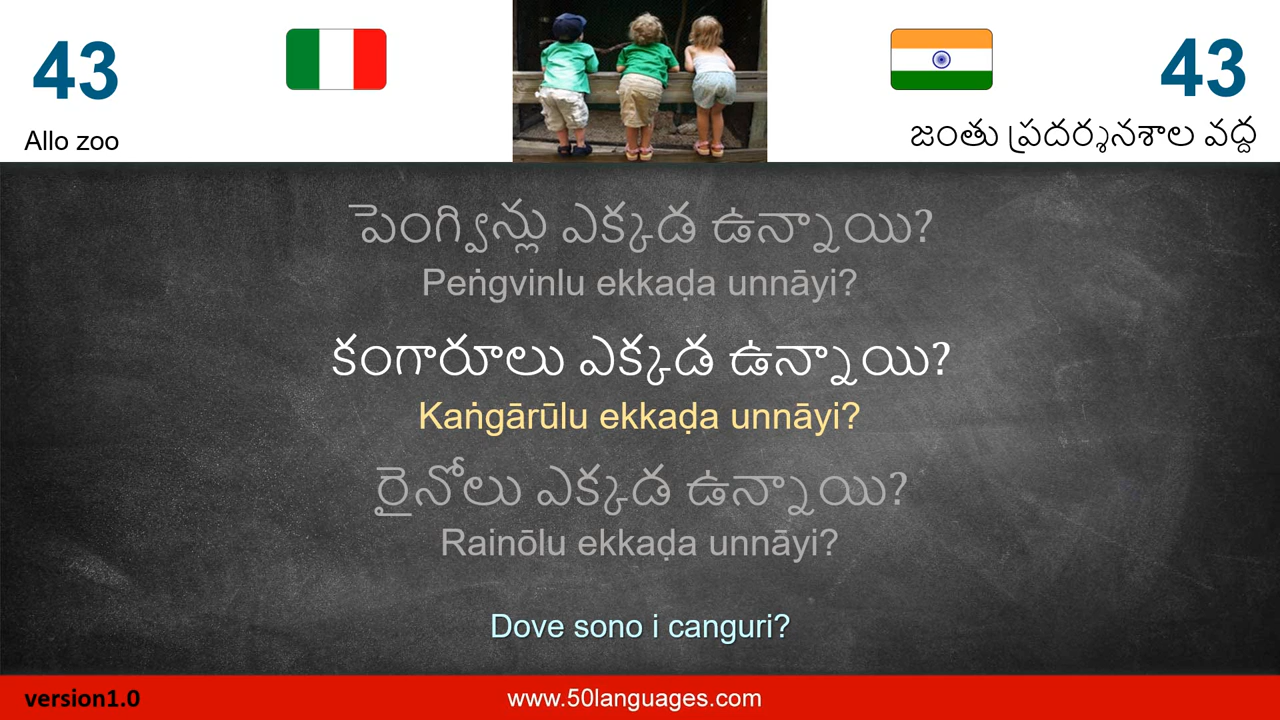 43
Allo zoo
43
జంతు ప్రదర్శనశాల వద్ద
పెంగ్విన్లు ఎక్కడ ఉన్నాయి?
Peṅgvinlu ekkaḍa unnāyi?
కంగారూలు ఎక్కడ ఉన్నాయి?
Kaṅgārūlu ekkaḍa unnāyi?
రైనోలు ఎక్కడ ఉన్నాయి?
Rainōlu ekkaḍa unnāyi?
Dove sono i canguri?
version1.0
www.50languages.com